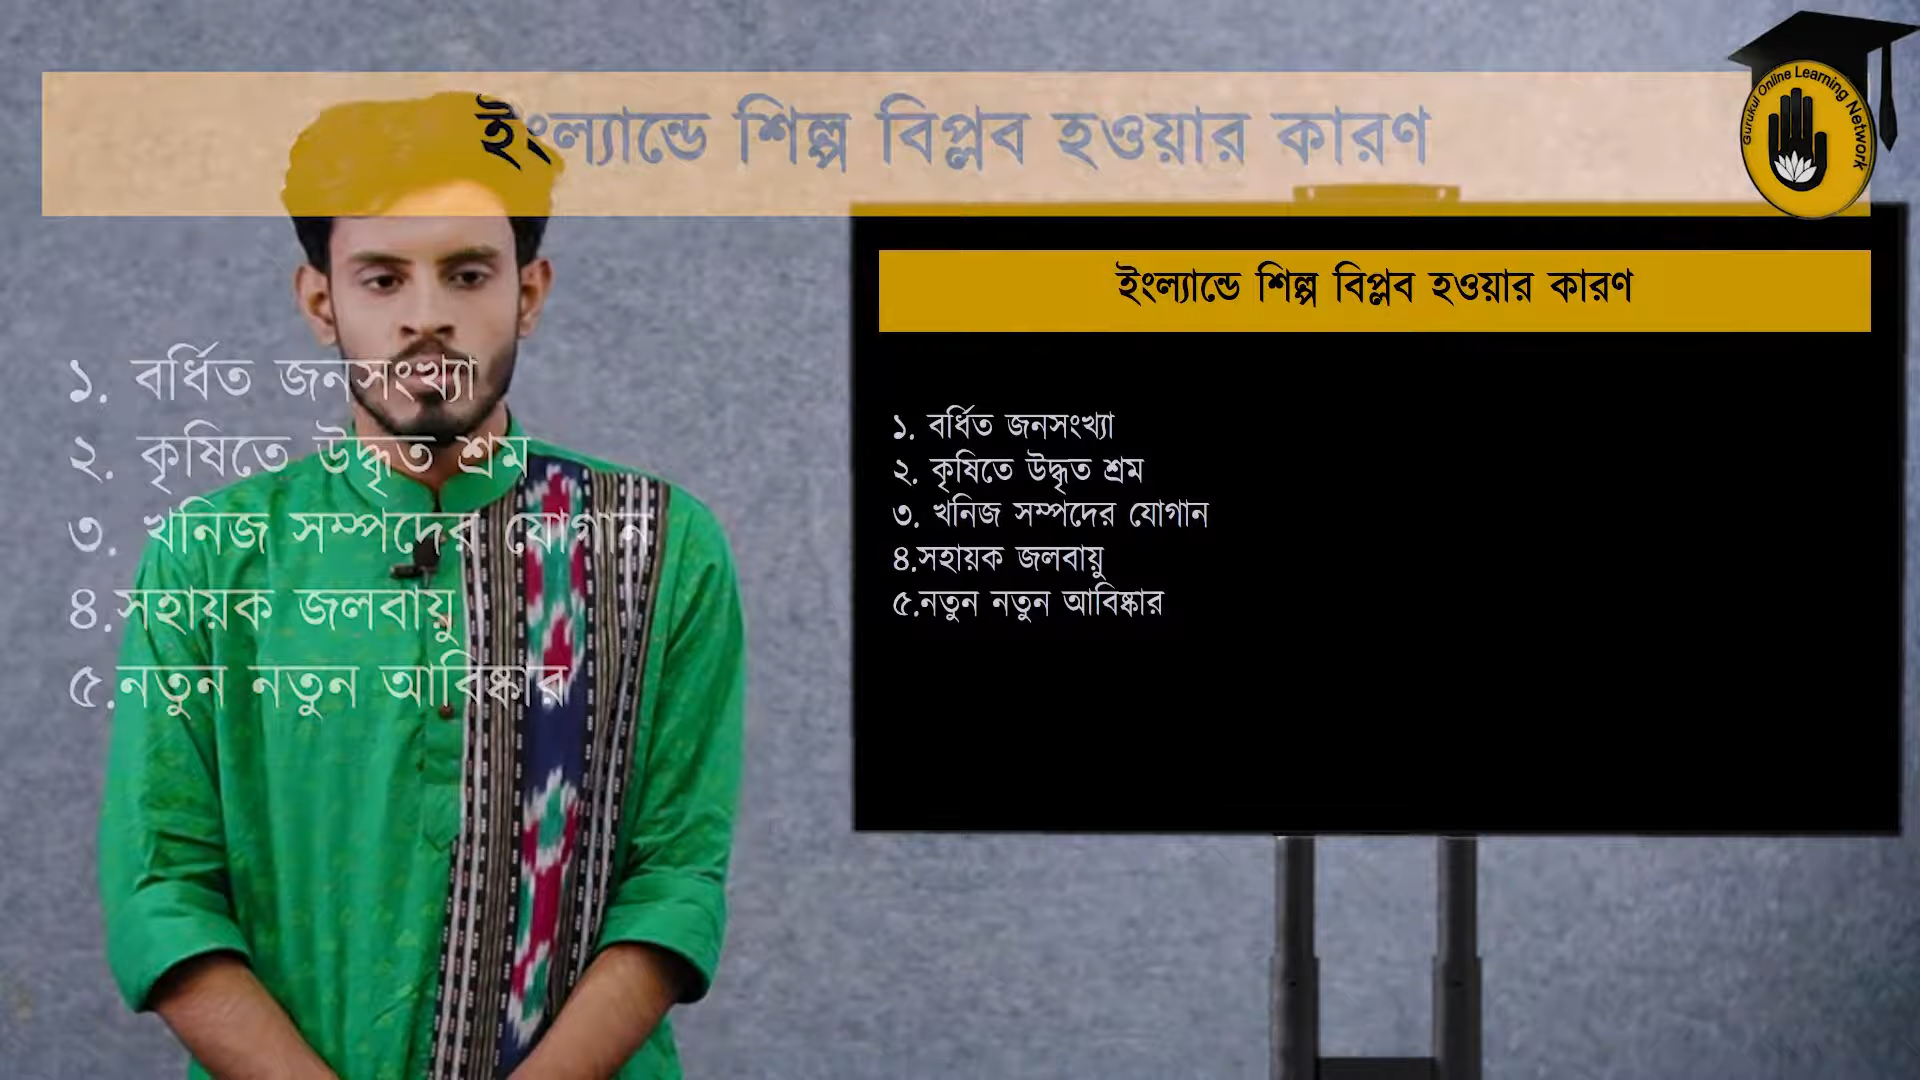 ইংল্যান্ডে শিল্প বিপ্লব হওয়ার কারণ
Gurukul Online Learning Network
ইংল্যান্ডে শিল্প বিপ্লব হওয়ার কারণ
১. বর্ধিত জনসংখ্যা
২. কৃষিতে উদ্ধৃত শ্রম
৩. খনিজ সম্পদের যোগান
৪.সহায়ক জলবায়ু
৫.নতুন নতুন আবিষ্কার
১. বর্ধিত জনসংখ্যা
২. কৃষিতে উদ্ধৃত শ্রম
৩. খনিজ সম্পদের যোগান
৪.সহায়ক জলবায়ু
৫.নতুন নতুন আবিষ্কার